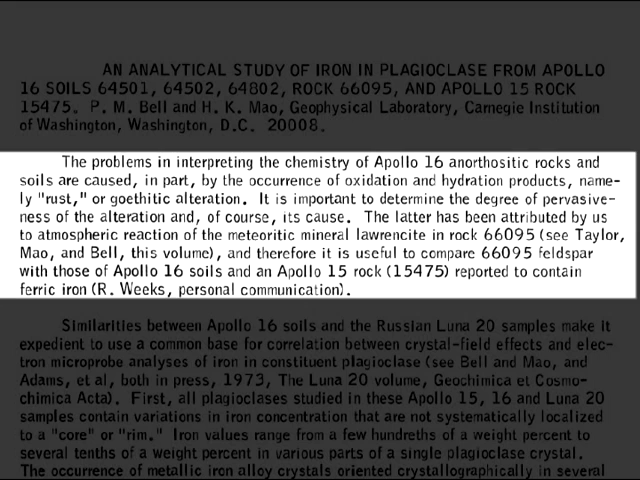 AN ANALYTICAL STUDY OF IRON IN PLAGIOCLASE FROM APOLLO
16 SOILS 64501, 64502, 64802, ROCK 66095, AND APOLLO 15 ROCK
15475. P. M. Bell and H. K. Mao, Geophysical Laboratory, Carnegie Institution
of Washington, Washington, D.C. 20008.
The problems in interpreting the chemistry of Apollo 16 anorthositic rocks and
soils are caused, in part, by the occurrence of oxidation and hydration products, name-
ly "rust," or goethitic alteration. It is important to determine the degree of pervasive-
ness of the alteration and, of course, its cause. The latter has been attributed by us
to atmospheric reaction of the meteoritic mineral lawrencite in rock 66095 (see Taylor,
Mao, and Bell, this volume), and therefore it is useful to compare 66095 feldspar
with those of Apollo 16 soils and an Apollo 15 rock (15475) reported to contain
ferric iron (R. Weeks, personal communication).
Similarities between Apollo 16 soils and the Russian Luna 20 samples make it
expedient to use a common base for correlation between crystal-field effects and elec-
tron microprobe analyses of iron in constituent plagioclase (see Bell and Mao, and
Adams, et al, both in press, 1973, The Luna 20 volume, Geochimica et Cosmo-
chimica Acta). First, all plagioclases studied in these Apollo 15, 16 and Luna 20
samples contain variations in iron concentration that are not systematically localized
to a "core" or "rim." Iron values range from a few hundreths of a weight percent to
several tenths of a weight percent in various parts of a single plagioclase crystal.
The occurrence of metallic iron alloy crystals oriented crystallographically in several